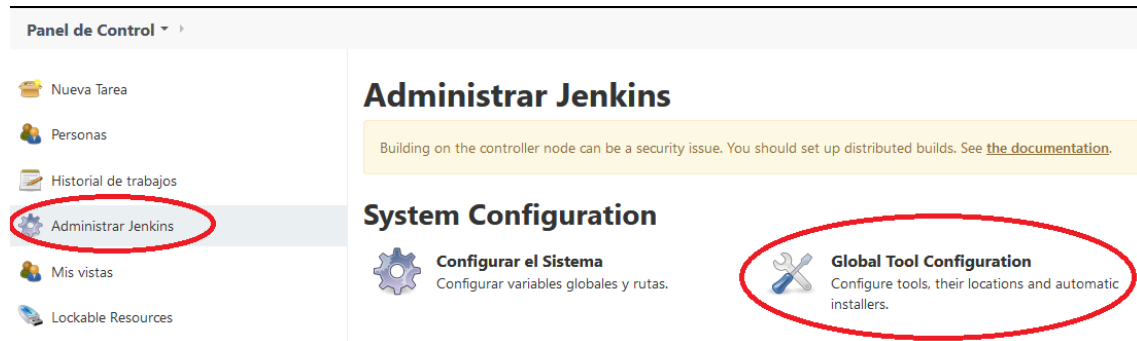 Panel de Control
Nueva Tarea
Personas
Historial de trabajos
Administrar Jenkins
Mis vistas
Lockable Resources
Administrar Jenkins
Building on the controller node can be a security issue. You should set up distributed builds. See the documentation.
System Configuration
Configurar el Sistema
Configurar variables globales y rutas.
Global Tool Configuration
Configure tools, their locations and automatic
installers.